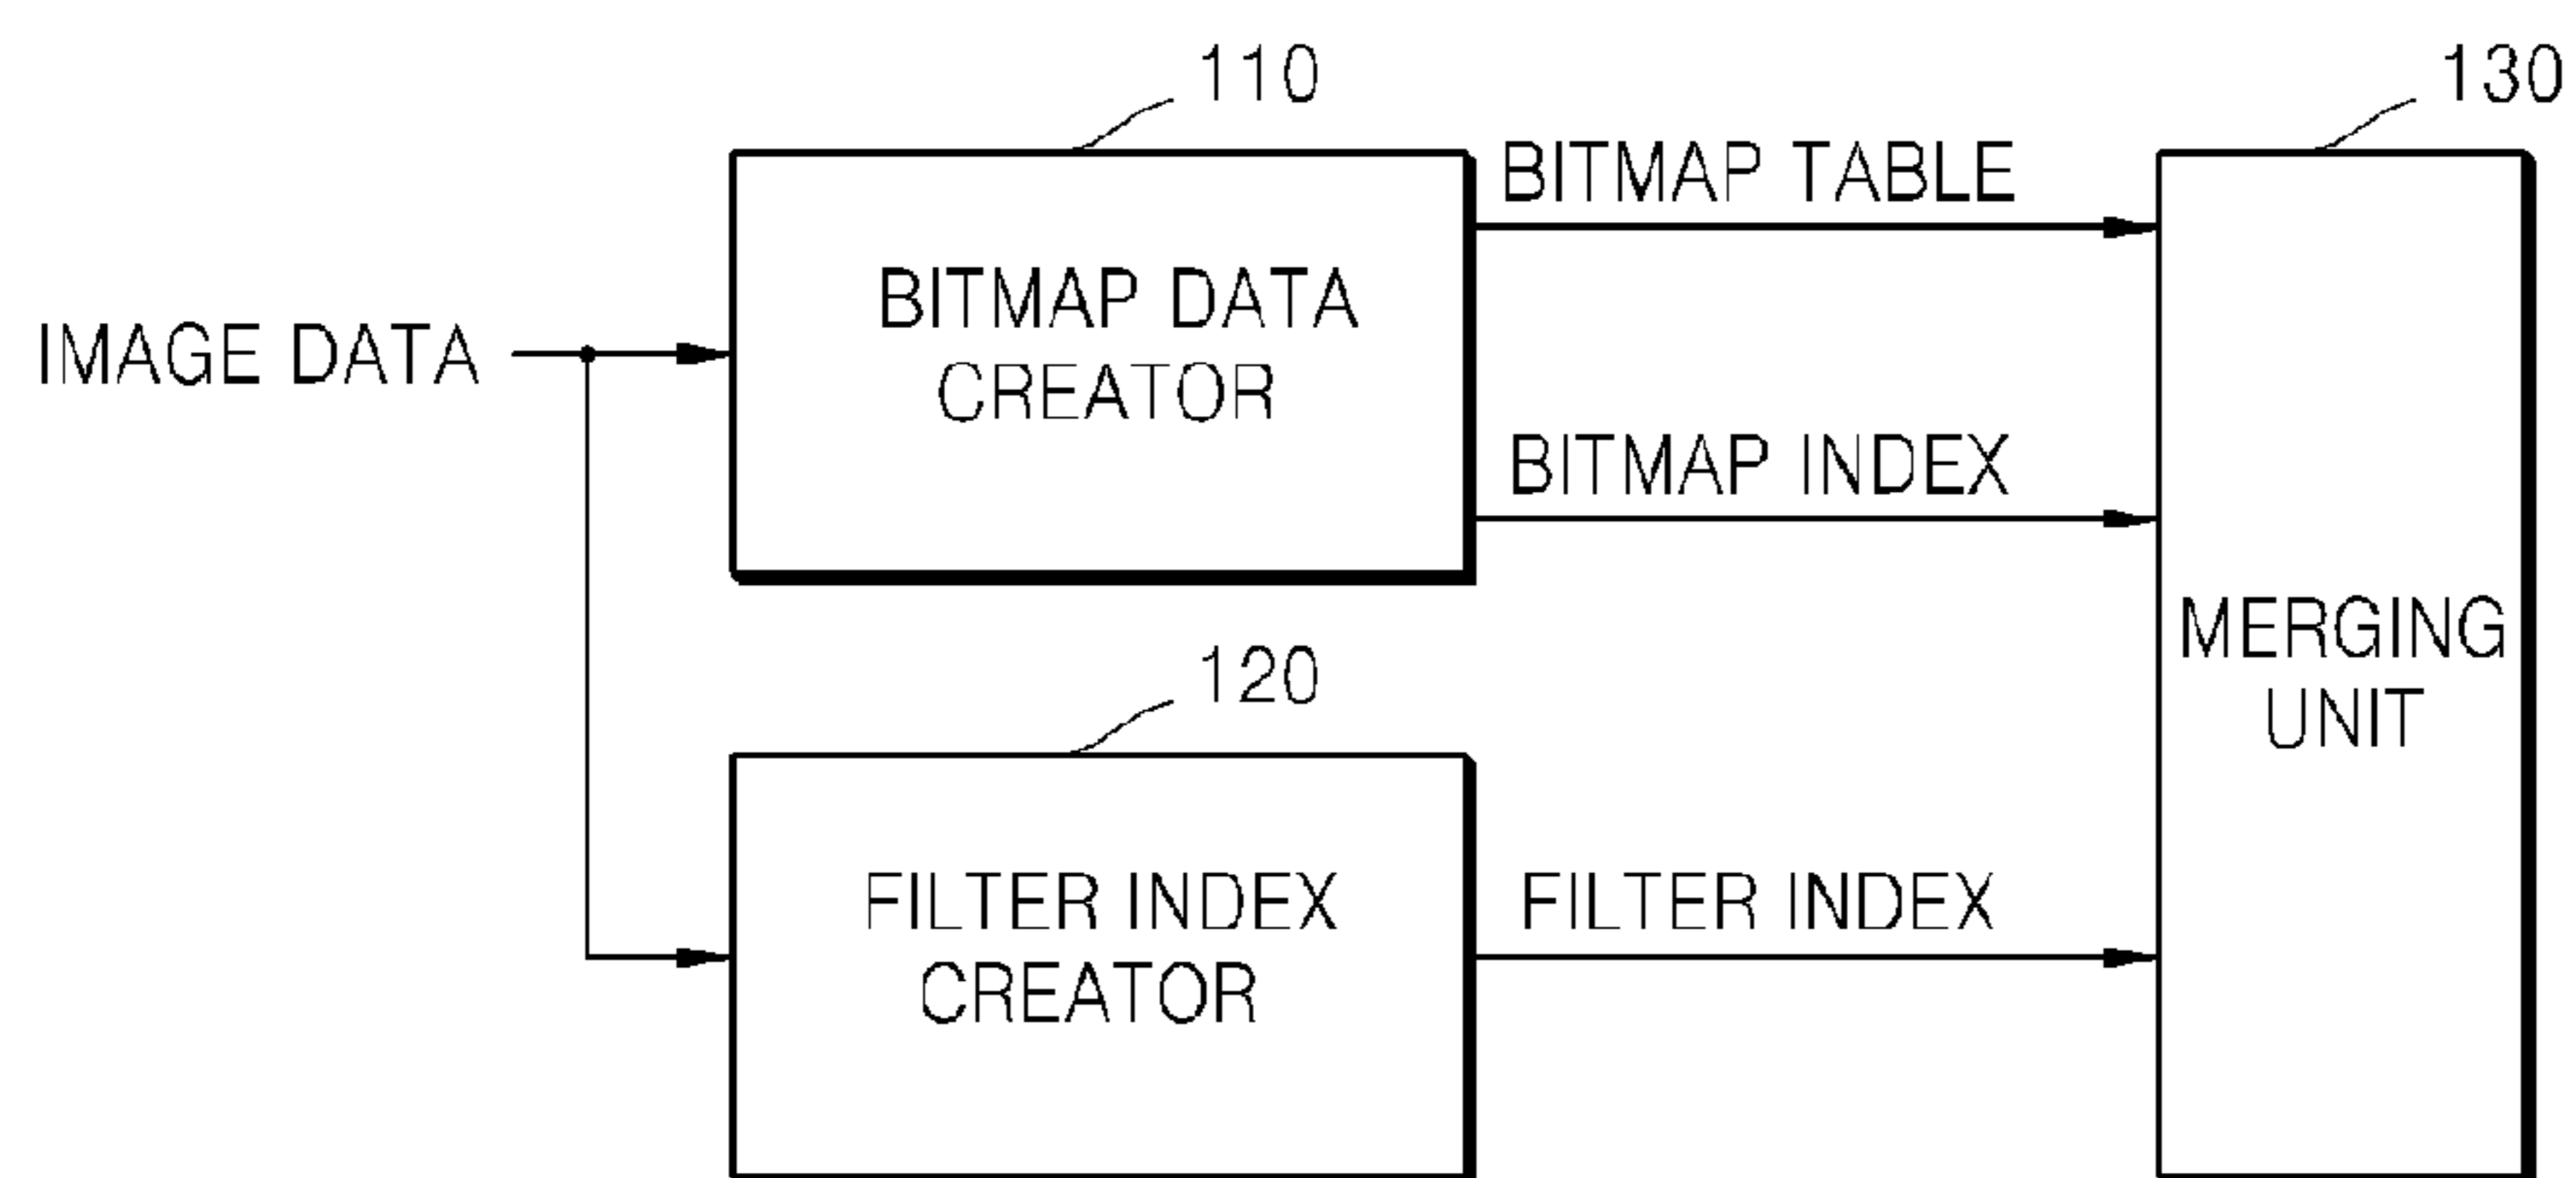 110
130
BITMAP TABLE
BITMAP DATA
CREATOR
IMAGE DATA
BITMAP INDEX
MERGING
UNIT
120
FILTER INDEX
CREATOR
FILTER INDEX